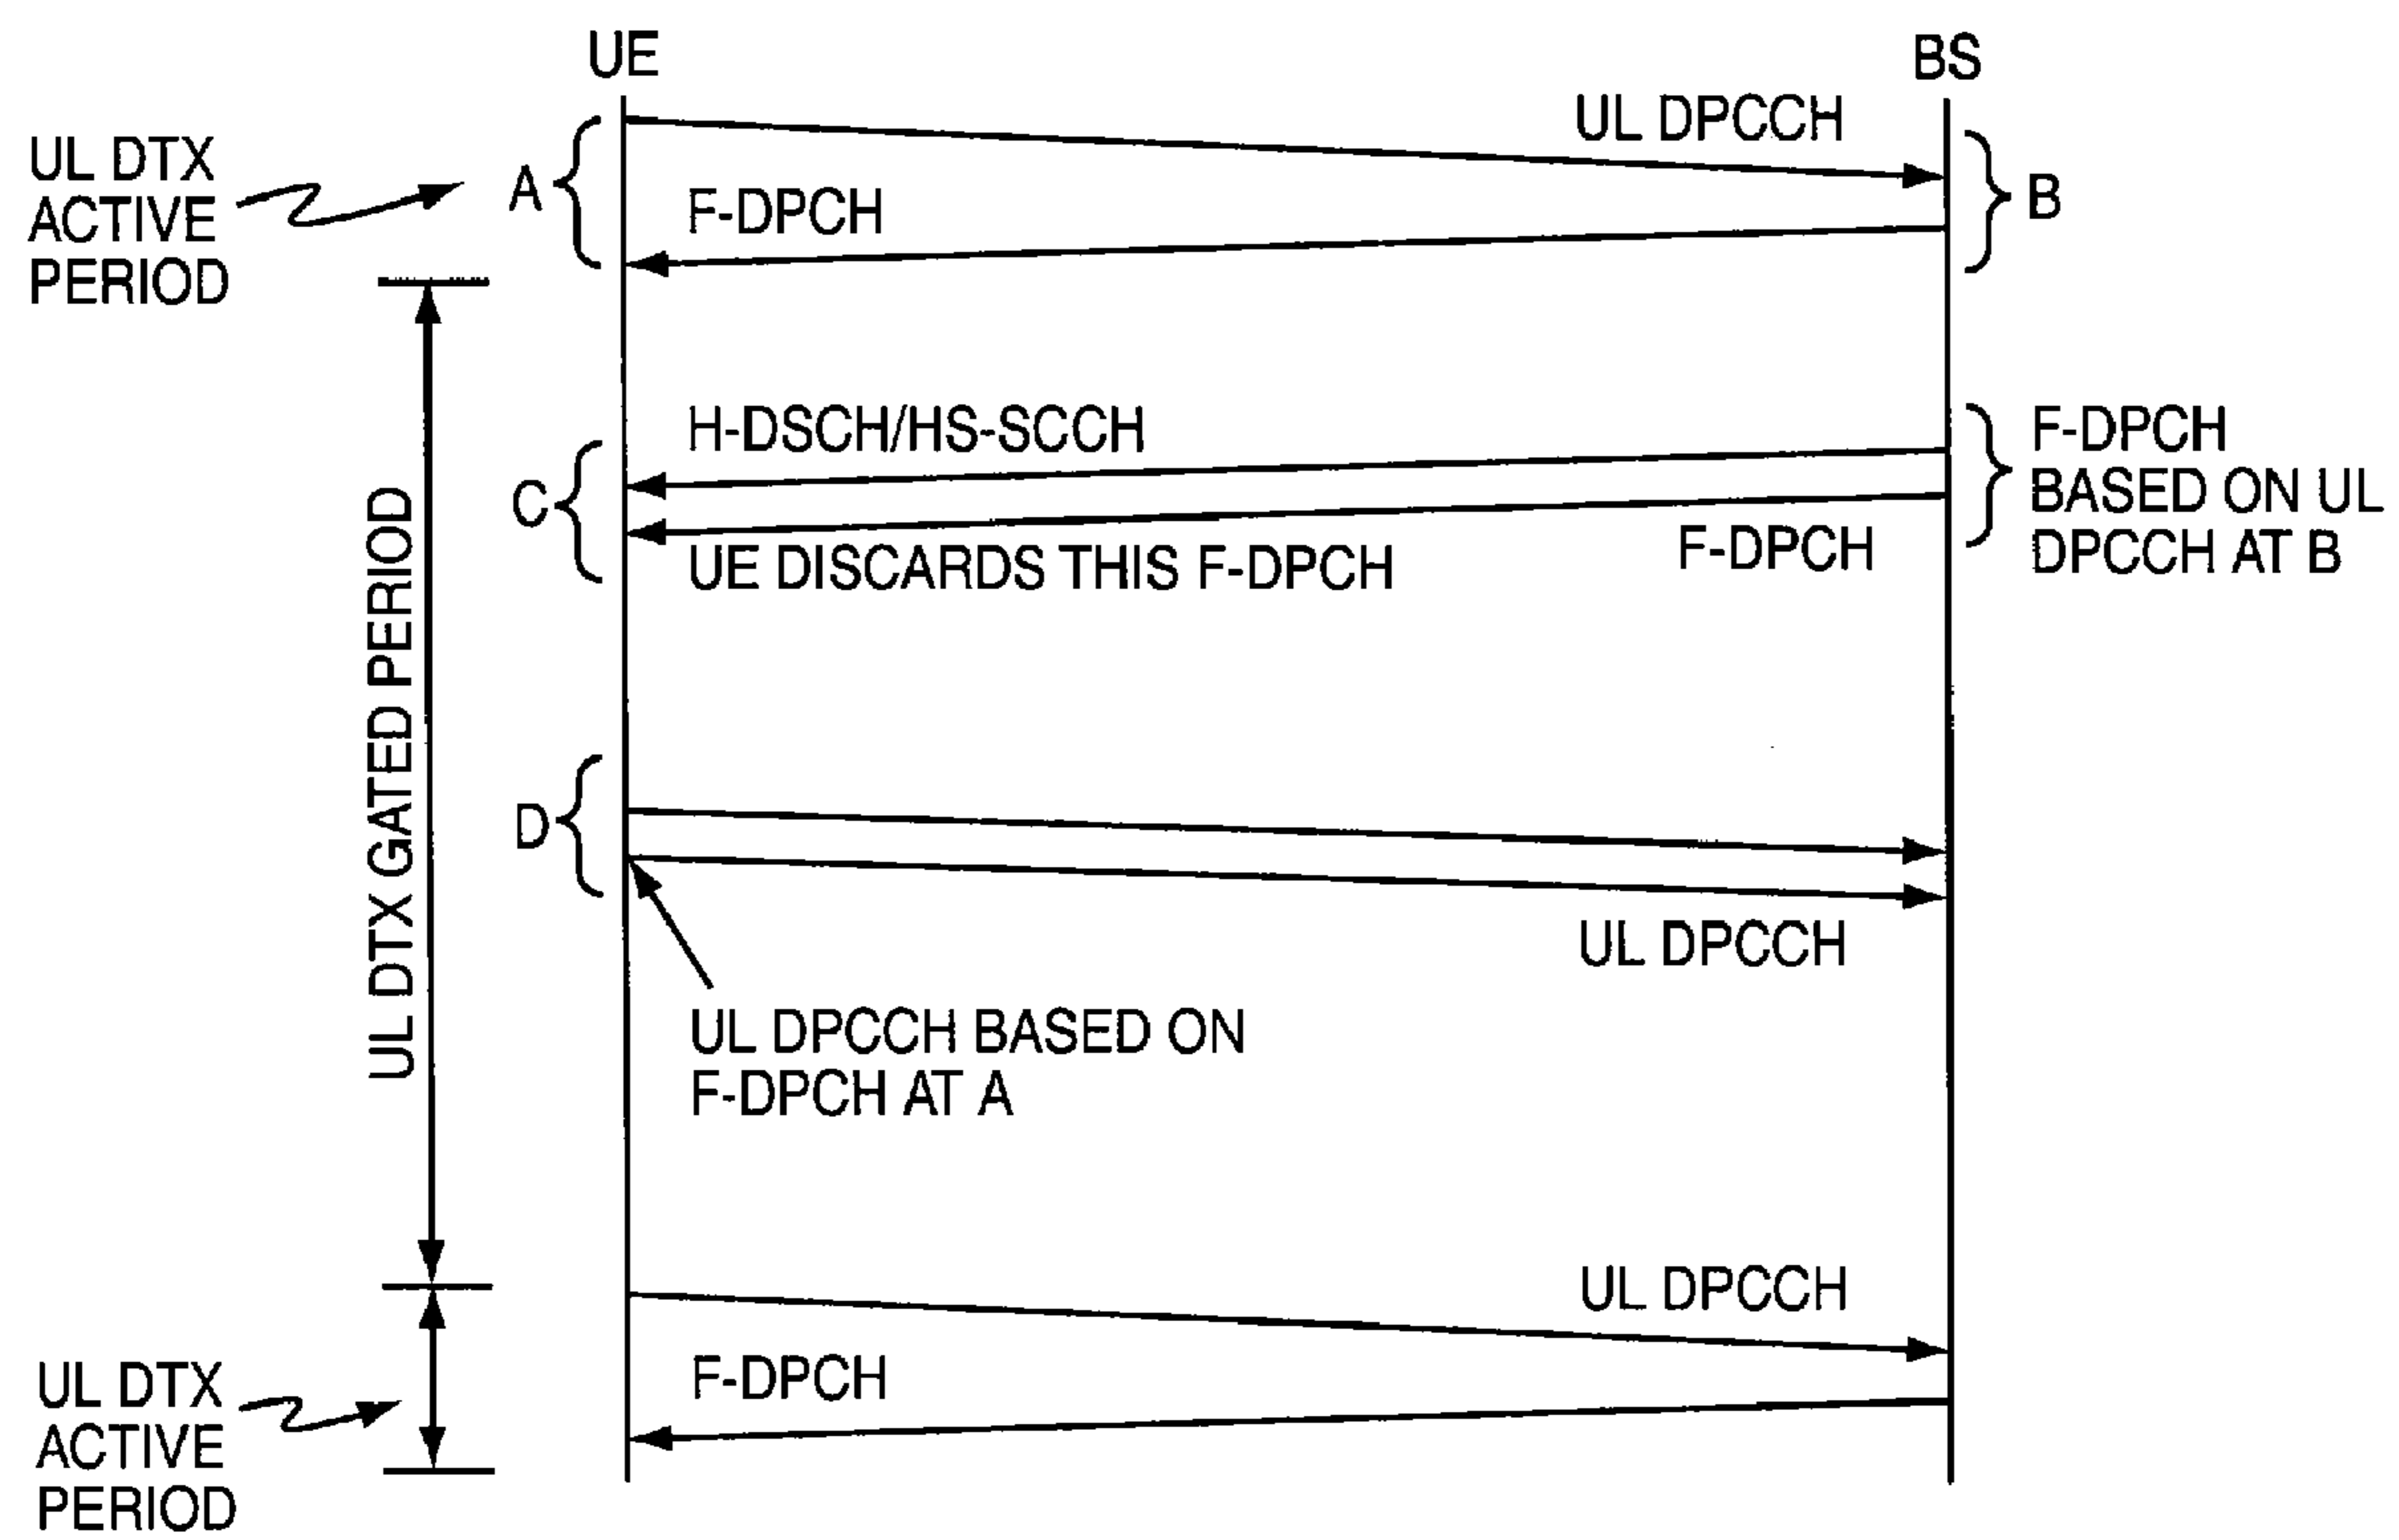 UE
BS
UL DPCCH
UL DTX
ACTIVE
PERIOD
A
B
F-DPCH
H-DSCH/HS-SCCH
F-DPCH
BASED ON UL
DPCCH AT B
C
F-DPCH
UE DISCARDS THIS F-DPCH
UL DTX GATED PERIOD
D
UL DPCCH
UL DPCCH BASED ON
F-DPCH AT A
UL DPCCH
F-DPCH
UL DTX
ACTIVE
PERIOD